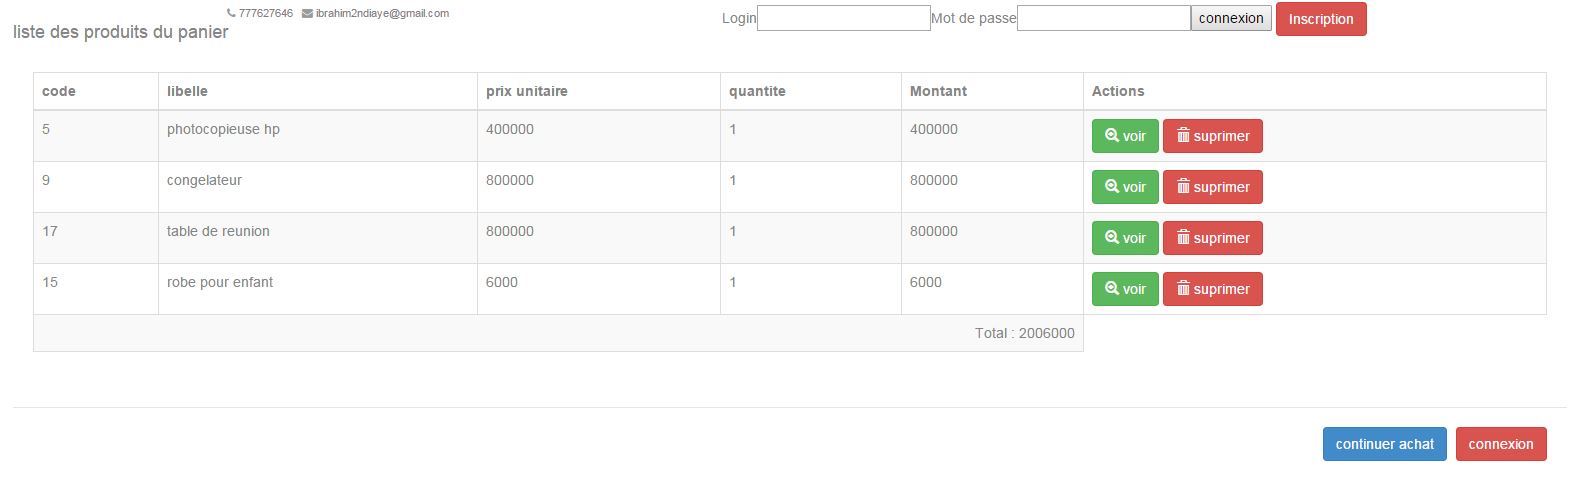 777627646 ibrahim2ndiaye@gmail.com
Login Mot de passe connexion Inscription
liste des produits du panier
code libelle prix unitaire quantite Montant Actions
5 photocopieuse hp 400000 1 400000 voir suprimer
9 congelateur 800000 1 800000 voir suprimer
17 table de reunion 800000 1 800000 voir suprimer
15 robe pour enfant 6000 1 6000 voir suprimer
Total : 2006000
continuer achat connexion